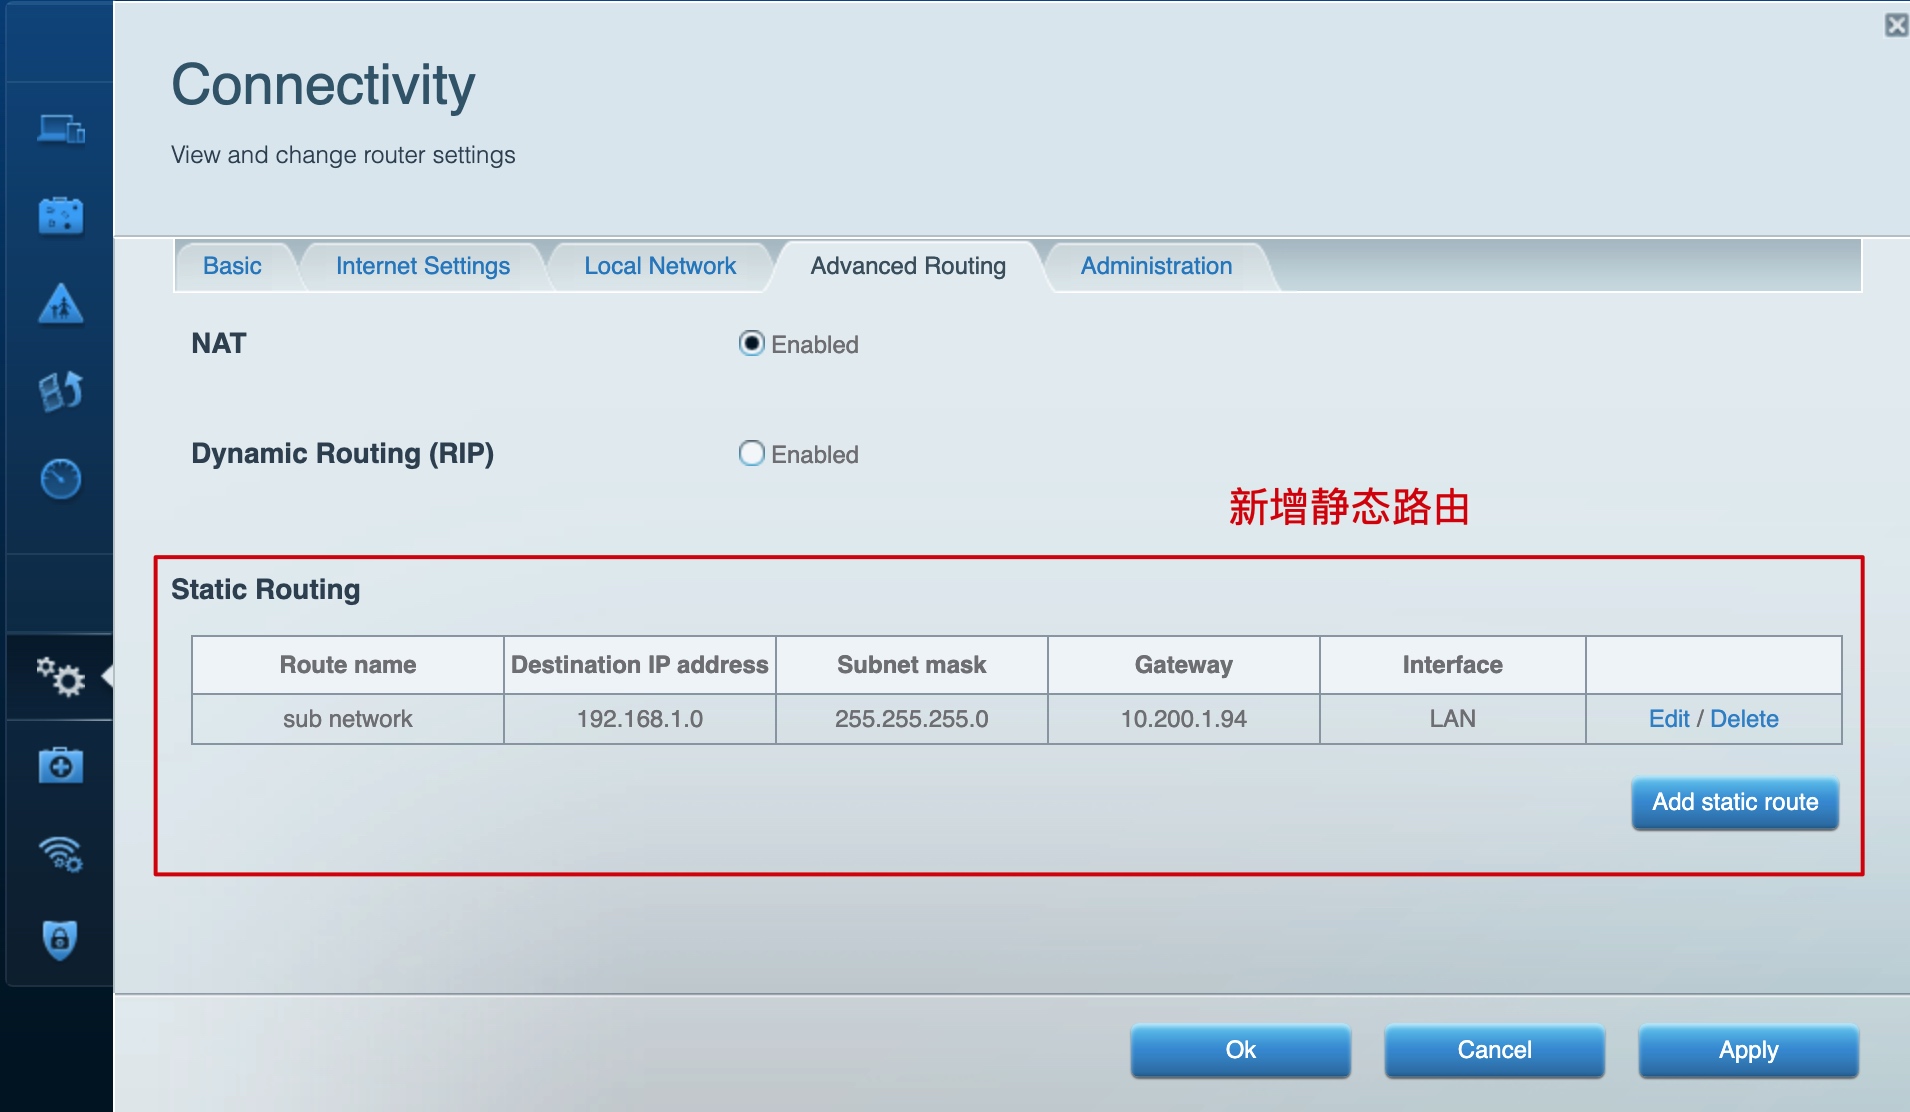 Connectivity
View and change router settings
Basic Internet Settings Local Network Advanced Routing Administration
NAT Enabled
Dynamic Routing (RIP) Enabled
新增静态路由
Static Routing
Route name Destination IP address Subnet mask Gateway Interface
sub network 192.168.1.0 255.255.255.0 10.200.1.94 LAN Edit / Delete
Add static route
Ok Cancel Apply